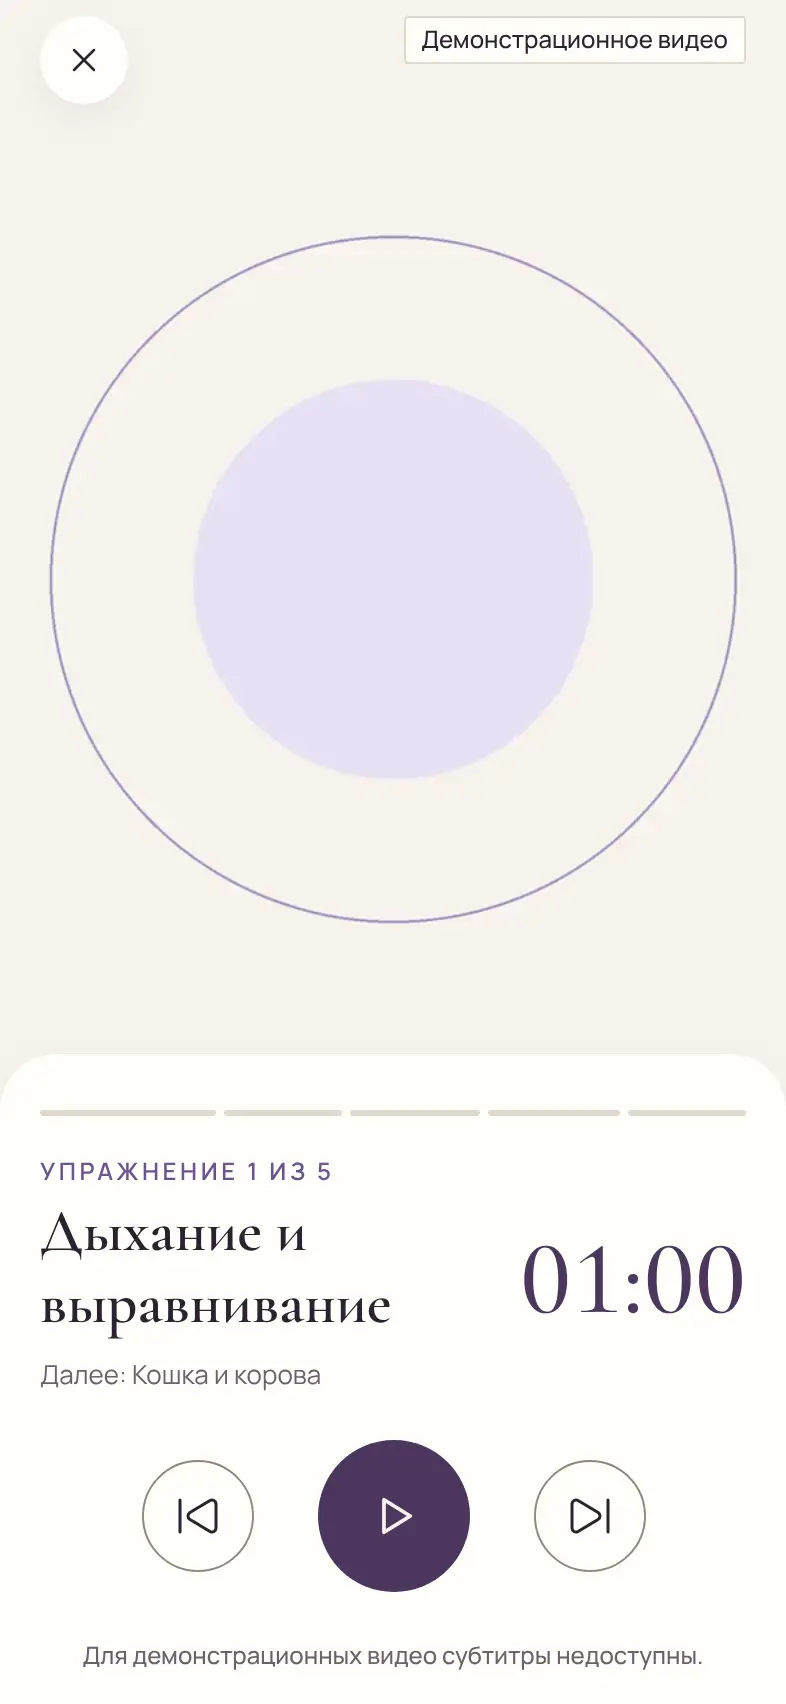 Демонстрационное видео
УПРАЖНЕНИЕ 1 ИЗ 5
Дыхание и
выравнивание
01:00
Далее: Кошка и корова
Для демонстрационных видео субтитры недоступны.